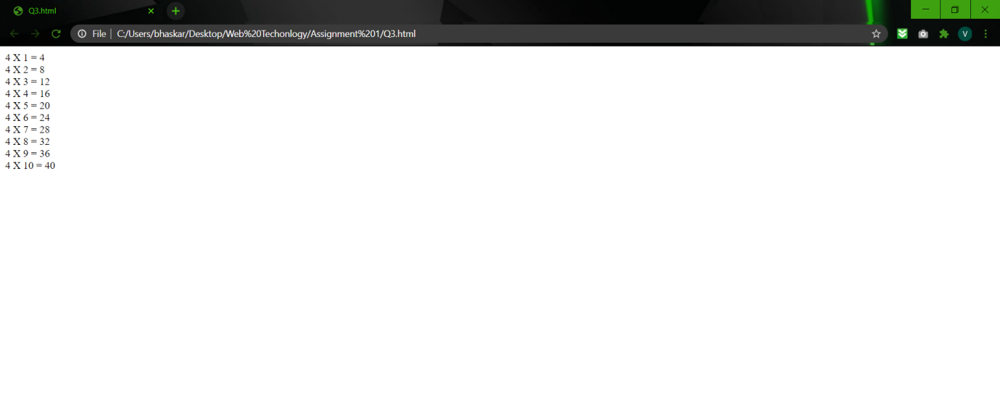 Q3.html
File | C:/Users/bhaskar/Desktop/Web%20Techonlogy/Assignment%201/Q3.html
V
4 X 1 = 4
4 X 2 = 8
4 X 3 = 12
4 X 4 = 16
4 X 5 = 20
4 X 6 = 24
4 X 7 = 28
4 X 8 = 32
4 X 9 = 36
4 X 10 = 40